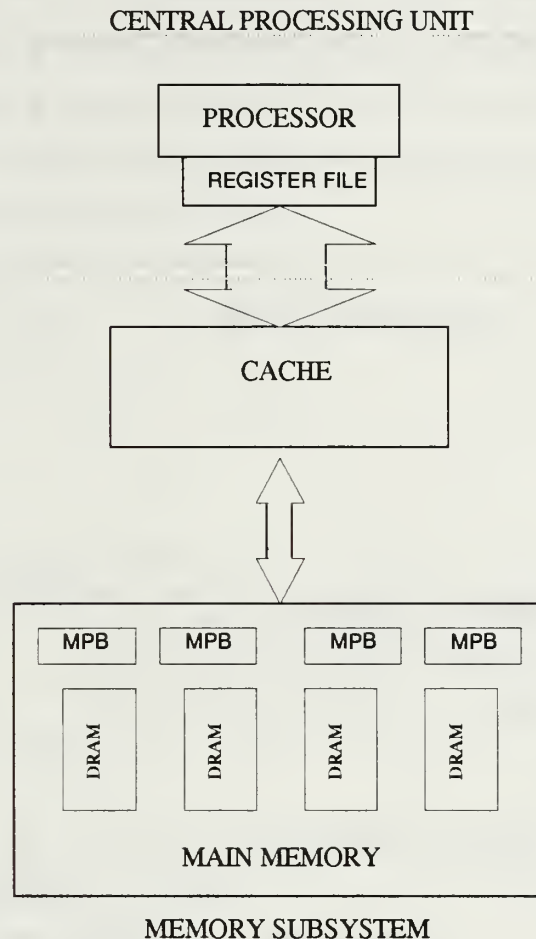 CENTRAL PROCESSING UNIT
PROCESSOR
REGISTER FILE
CACHE
MPB MPB MPB MPB
DRAM DRAM DRAM DRAM
MAIN MEMORY
MEMORY SUBSYSTEM